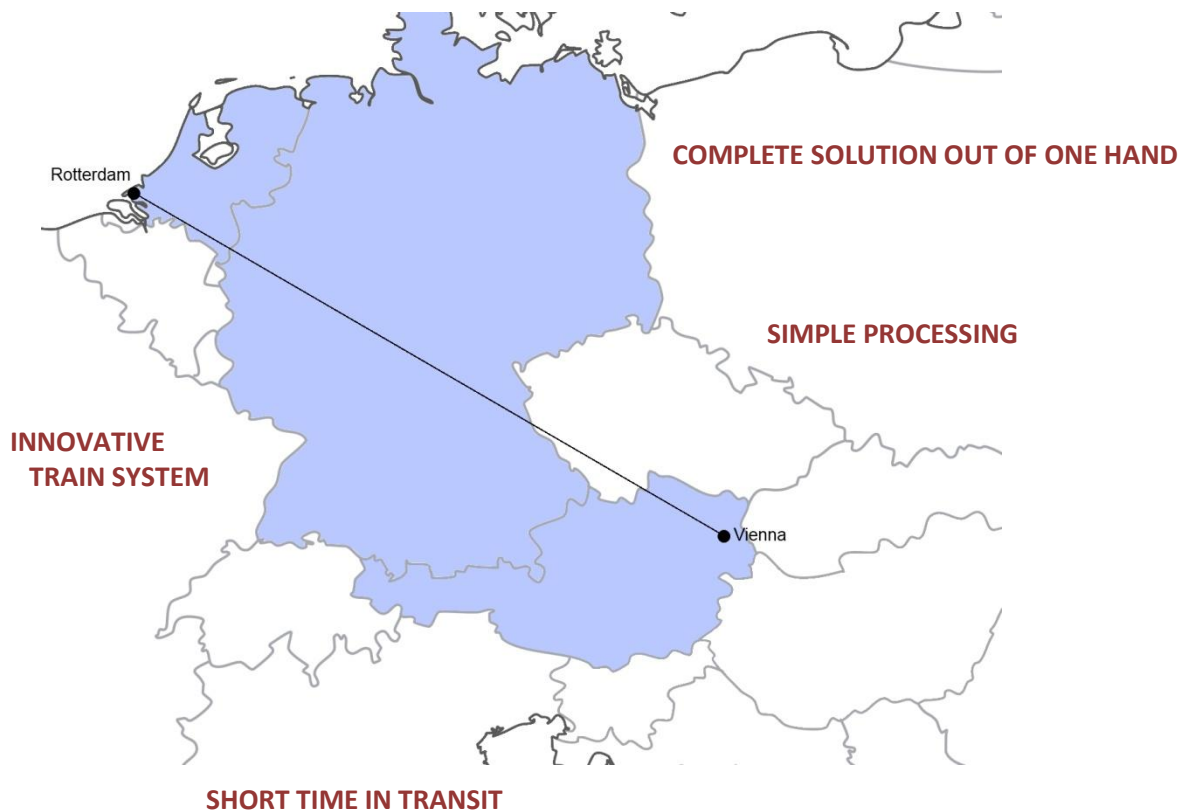 COMPLETE SOLUTION OUT OF ONE HAND
Rotterdam
SIMPLE PROCESSING
INNOVATIVE
TRAIN SYSTEM
Vienna
SHORT TIME IN TRANSIT